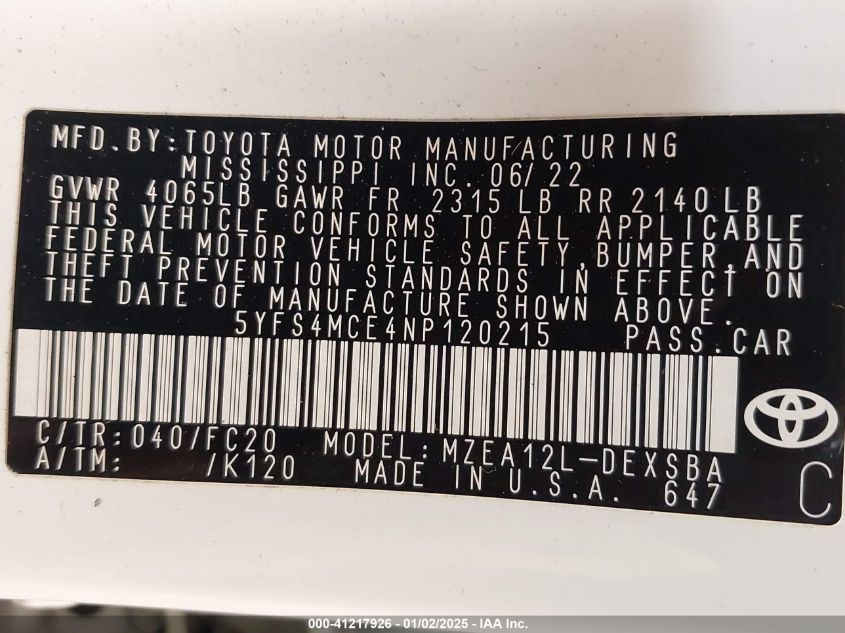 MFD. BY: TOYOTA MOTOR MANUFACTURING
MISSISSIPPI INC. 06/22
GVWR 4065LB GAWR FR 2315 LB RR 2140 LB
THIS VEHICLE CONFORMS TO ALL APPLICABLE
FEDERAL MOTOR VEHICLE SAFETY, BUMPER, AND
THEFT PREVENTION STANDARDS IN EFFECT ON
THE DATE OF MANUFACTURE SHOWN ABOVE.
5YFS4MCE4NP120215 PASS. CAR
C/TR: 040/FC20 MODEL: MZEA12L-DEXSBA
A/TM: /K120 MADE IN U.S.A. 647
C
000-41217926 - 01/02/2025 - IAA Inc.